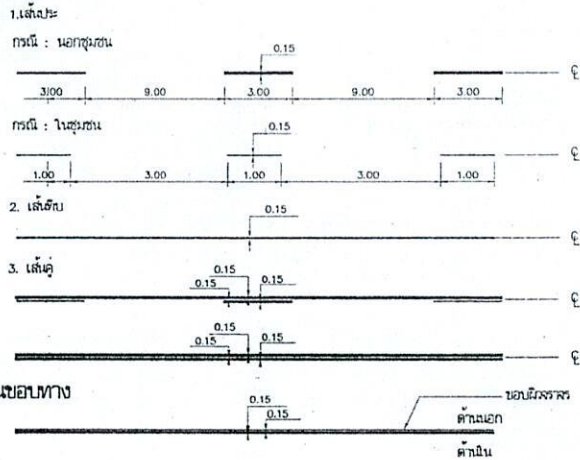 1.เส้นประ
กรณี : นอกชุมชน
0.15
3.00 9.00 3.00 9.00 3.00
กรณี : ในชุมชน
0.15
1.00 3.00 1.00 3.00 1.00
2. เส้นทึบ
0.15
3. เส้นคู่
0.15
0.15 0.15
0.15
0.15 0.15
นขอบทาง
0.15
0.15
ขอบผิวจราจร
ด้านนอก
ด้านใน